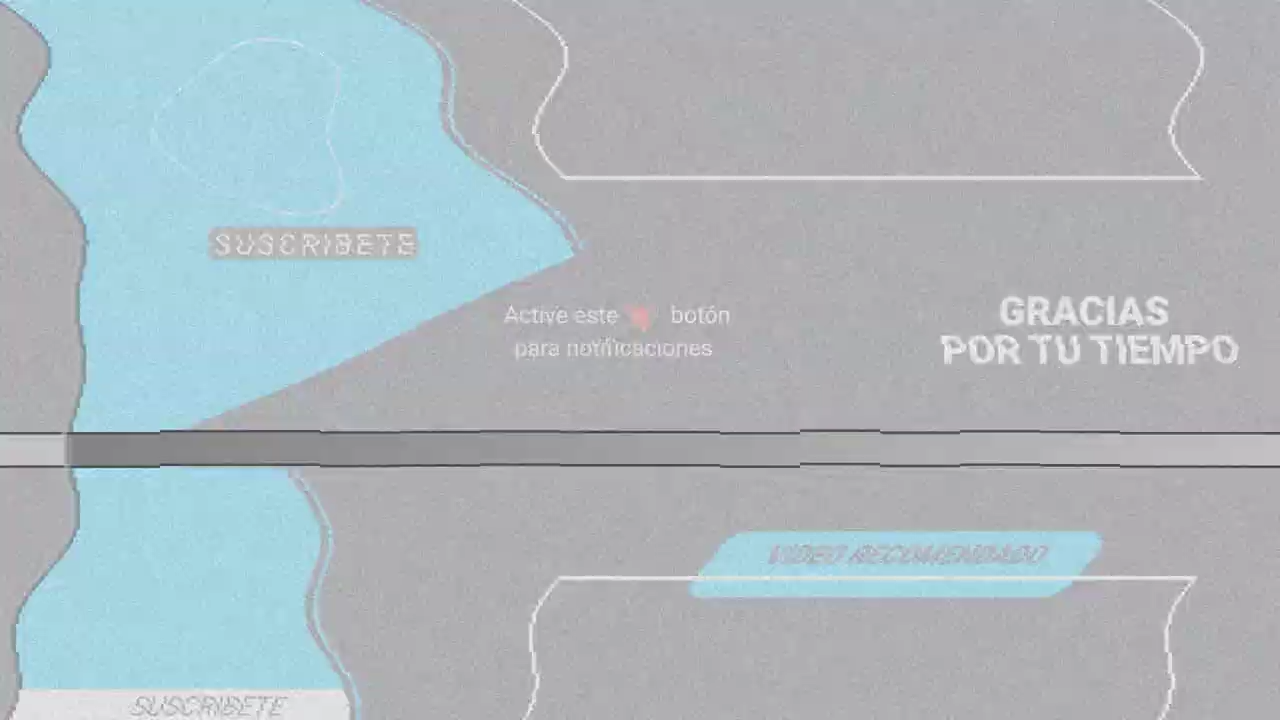 SUSCRIBETE
Active este botón
para notificaciones
GRACIAS
POR TU TIEMPO
VIDEO RECOMENDADO
SUSCRIBETE